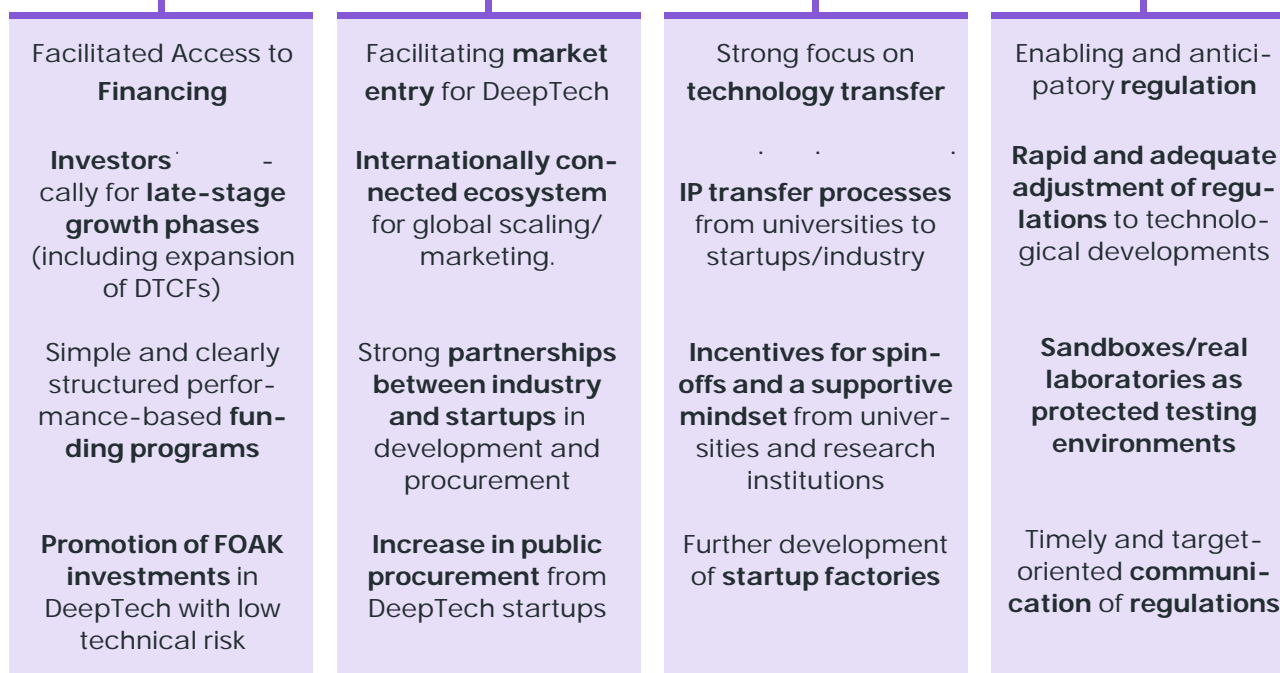 Facilitated Access to
Financing
Investors
cally for late-stage
growth phases
(including expansion
of DTCFs)
Simple and clearly
structured perfor-
mance-based fun-
ding programs
Promotion of FOAK
investments in
DeepTech with low
technical risk
Facilitating market
entry for DeepTech
Internationally con-
nected ecosystem
for global scaling/
marketing.
Strong partnerships
between industry
and startups in
development and
procurement
Increase in public
procurement from
DeepTech startups
Strong focus on
technology transfer
IP transfer processes
from universities to
startups/industry
Incentives for spin-
offs and a supportive
mindset from univer-
sities and research
institutions
Further development
of startup factories
Enabling and antici-
patory regulation
Rapid and adequate
adjustment of regu-
lations to technolo-
gical developments
Sandboxes/real
laboratories as
protected testing
environments
Timely and target-
oriented communi-
cation of regulations